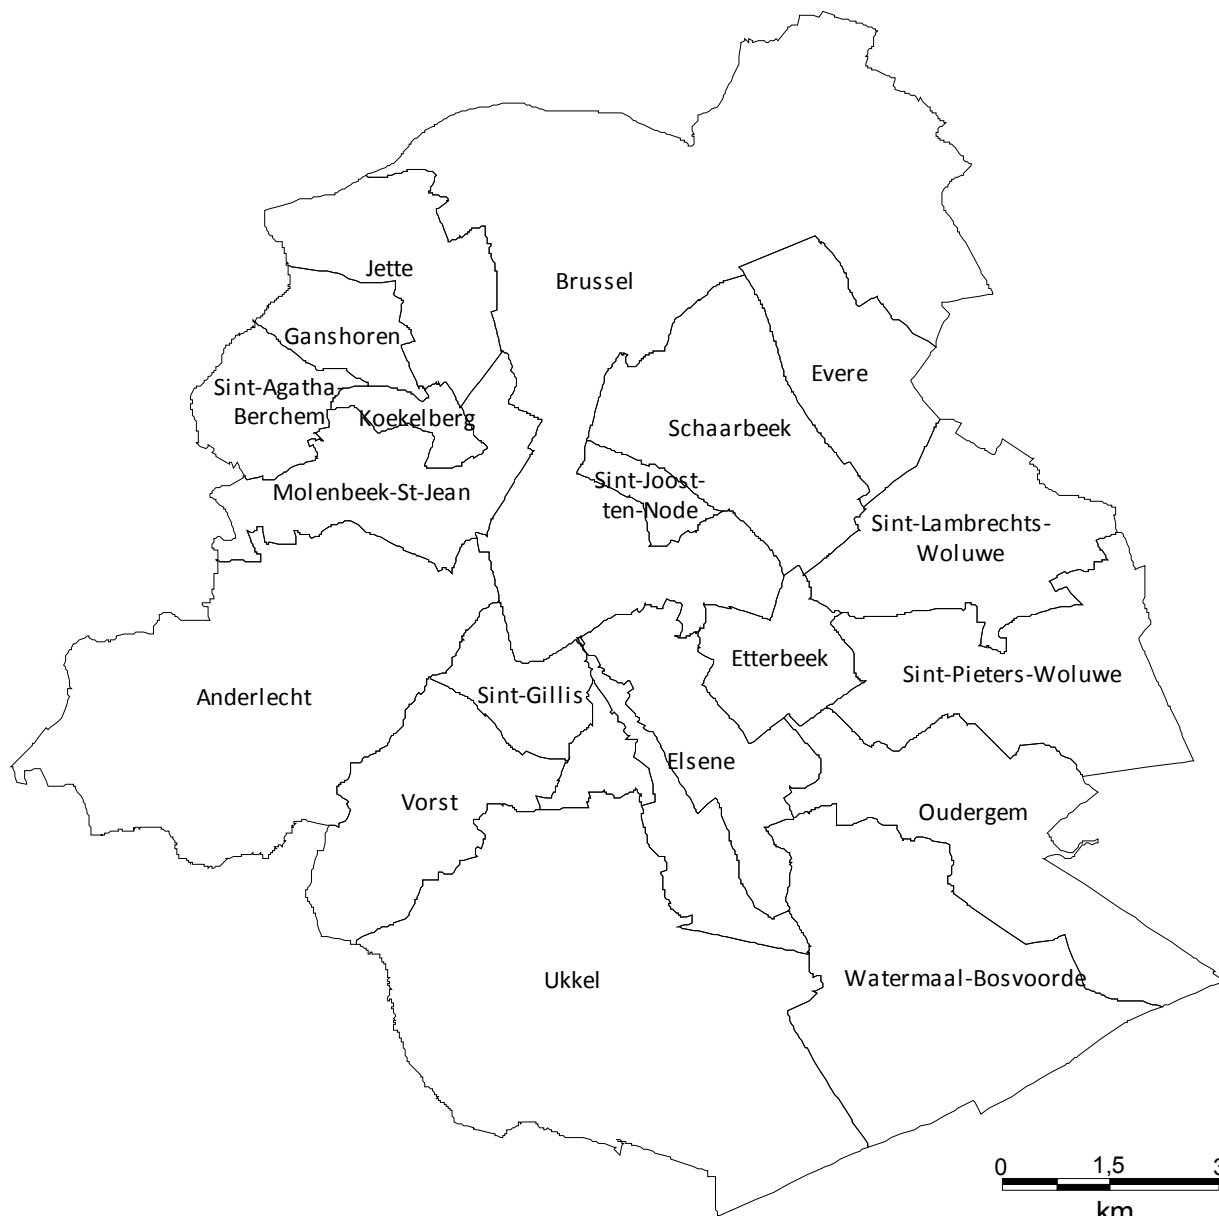 Jette
Brussel
Ganshoren
Evere
Sint-Agatha-
Berchem
Koekelberg
Schaarbeek
Sint-Joost-
ten-Node
Molenbeek-St-Jean
Sint-Lambrechts-
Woluwe
Etterbeek
Sint-Pieters-Woluwe
Anderlecht
Sint-Gillis
Elsene
Vorst
Oudergem
Ukkel
Watermaal-Bosvoorde
0 1,5 3
km